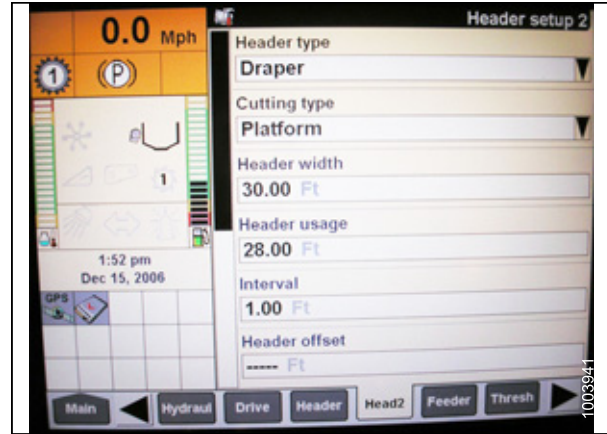 0.0 Mph
Header setup 2
1
(P)
Header type
Draper
Cutting type
Platform
Header width
30.00 Ft
1
Header usage
28.00 Ft
1:52 pm
Dec 15, 2006
Interval
1.00 Ft
GPS
Header offset
----- Ft
Main
Hydraul
Drive
Header
Head2
Feeder
Thresh
1003941